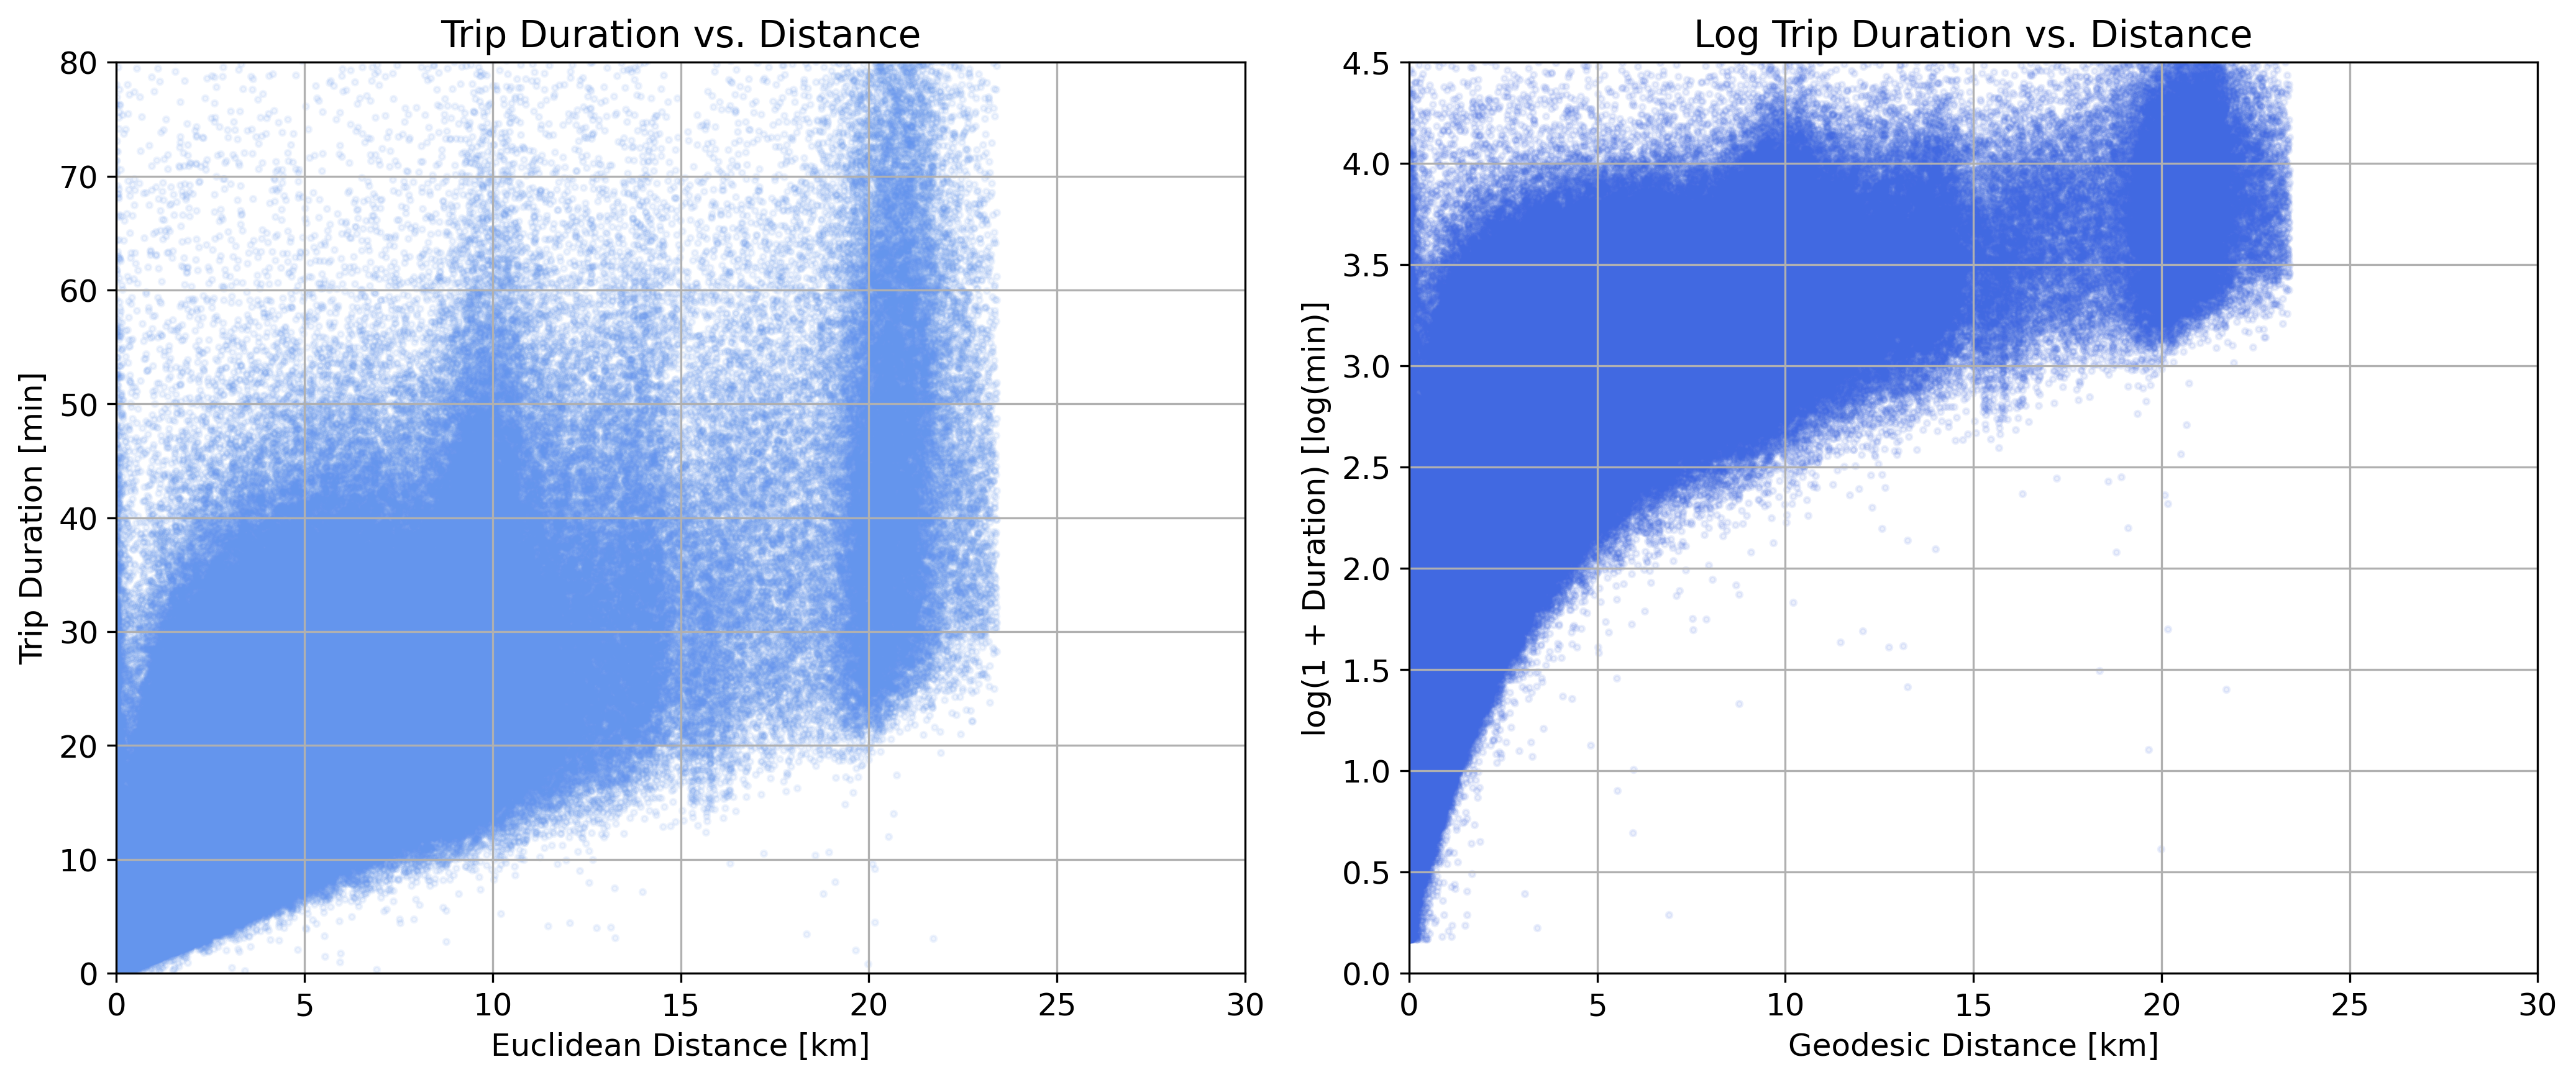 Trip Duration vs. Distance
80
70
60
50
40
30
20
10
0
Trip Duration [min]
0 5 10 15 20 25 30
Euclidean Distance [km]
Log Trip Duration vs. Distance
4.5
4.0
3.5
3.0
2.5
2.0
1.5
1.0
0.5
0.0
log(1 + Duration) [log(min)]
0 5 10 15 20 25 30
Geodesic Distance [km]